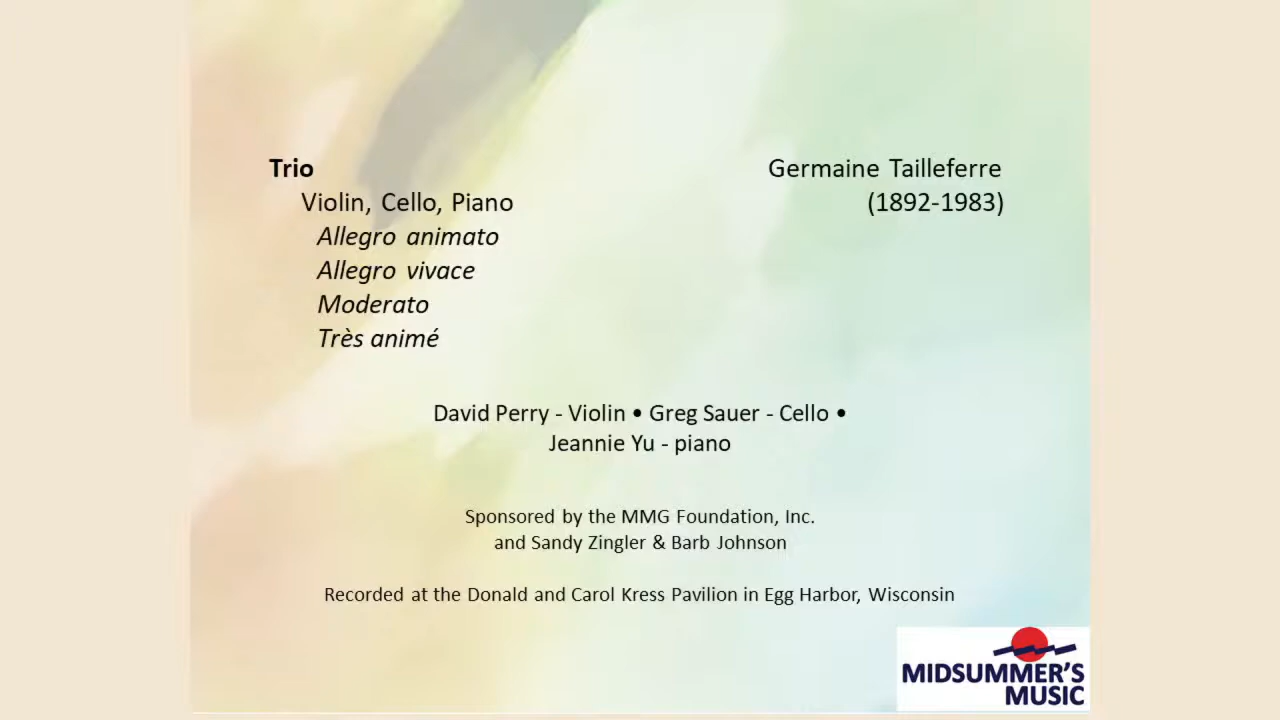 Trio Germaine Tailleferre
Violin, Cello, Piano (1892-1983)
Allegro animato
Allegro vivace
Moderato
Très animé
David Perry - Violin • Greg Sauer - Cello •
Jeannie Yu - piano
Sponsored by the MMG Foundation, Inc.
and Sandy Zingler & Barb Johnson
Recorded at the Donald and Carol Kress Pavilion in Egg Harbor, Wisconsin
MIDSUMMER'S
MUSIC